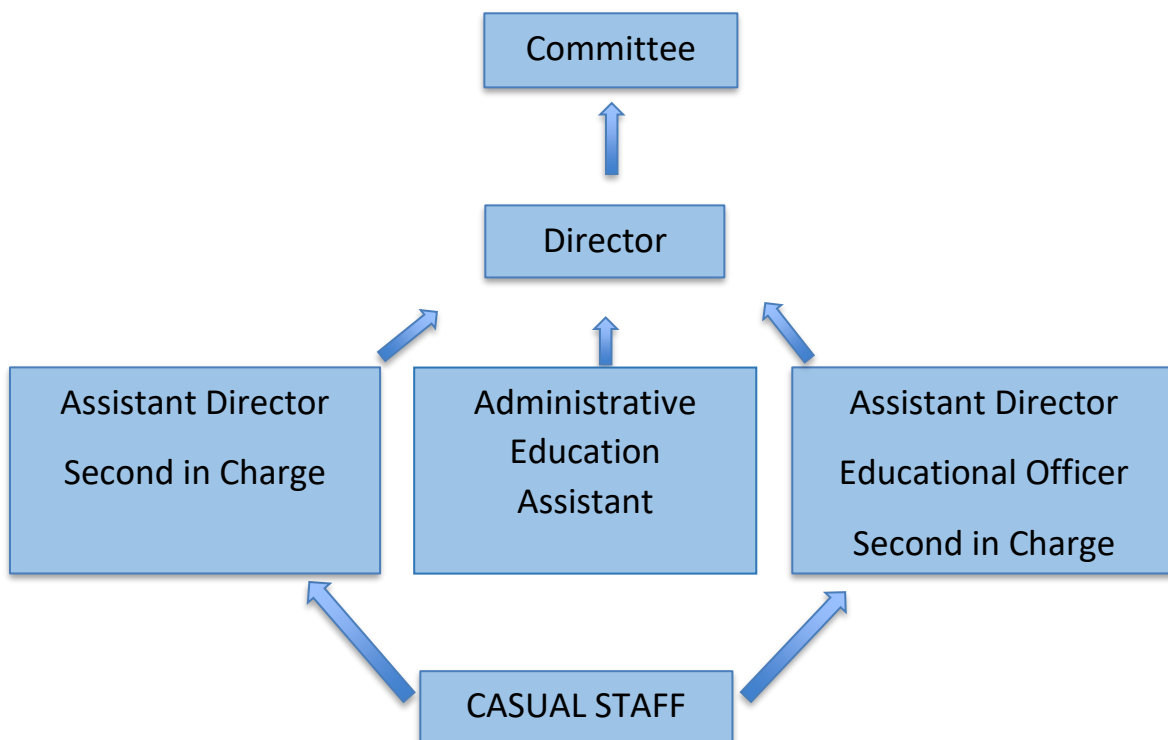 Committee
Director
Assistant Director
Second in Charge
Administrative
Education
Assistant
Assistant Director
Educational Officer
Second in Charge
CASUAL STAFF